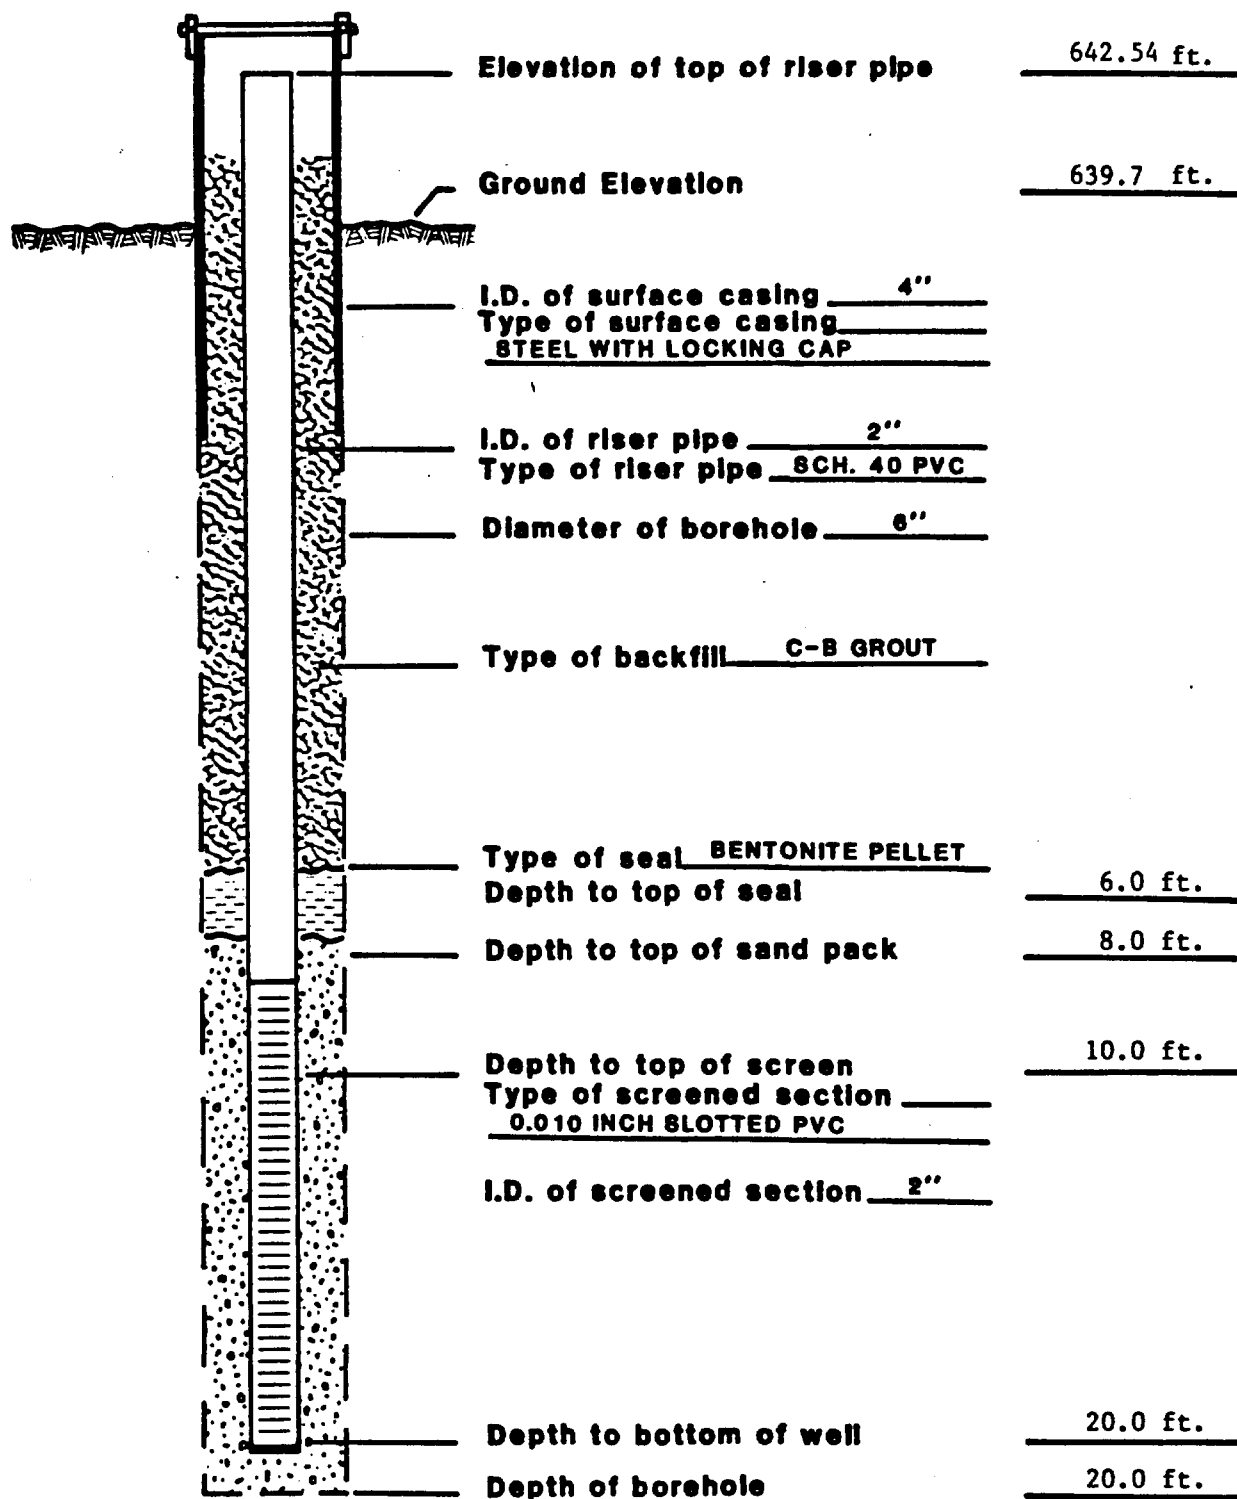 Elevation of top of riser pipe 642.54 ft.
Ground Elevation 639.7 ft.
I.D. of surface casing 4"
Type of surface casing
STEEL WITH LOCKING CAP
I.D. of riser pipe 2"
Type of riser pipe SCH. 40 PVC
Diameter of borehole 6"
Type of backfill C-B GROUT
Type of seal BENTONITE PELLET
Depth to top of seal 6.0 ft.
Depth to top of sand pack 8.0 ft.
Depth to top of screen 10.0 ft.
Type of screened section
0.010 INCH SLOTTED PVC
I.D. of screened section 2"
Depth to bottom of well 20.0 ft.
Depth of borehole 20.0 ft.